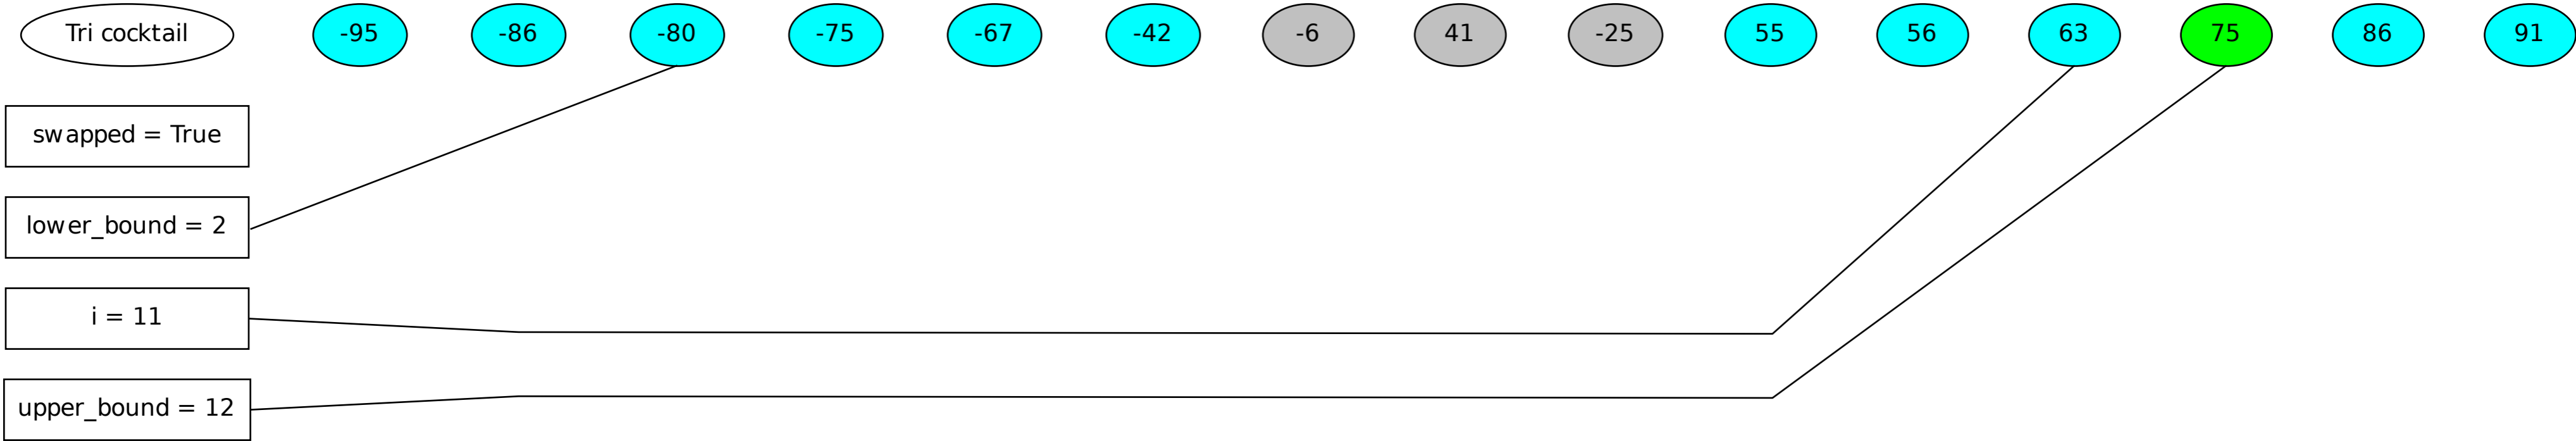 Tri cocktail -95 -86 -80 -75 -67 -42 -6 41 -25 55 56 63 75 86 91
swapped = True
lower_bound = 2
i = 11
upper_bound = 12